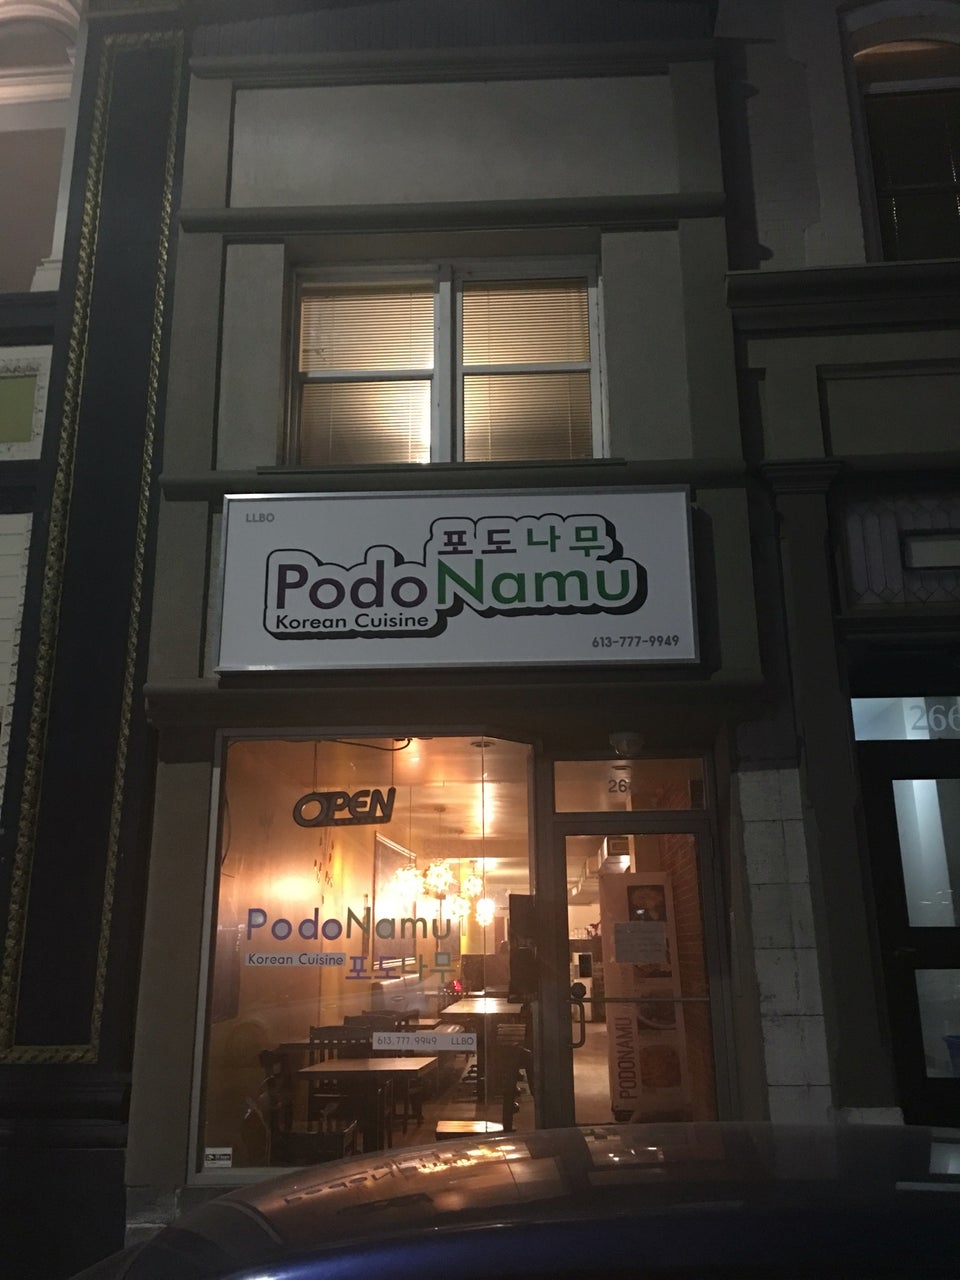 LLBO
포도나무
PodoNamu
Korean Cuisine
613-777-9949
OPEN
PodoNamu
Korean Cuisine
포도나무
613.777.9949 LLBO
PODONAMU
266